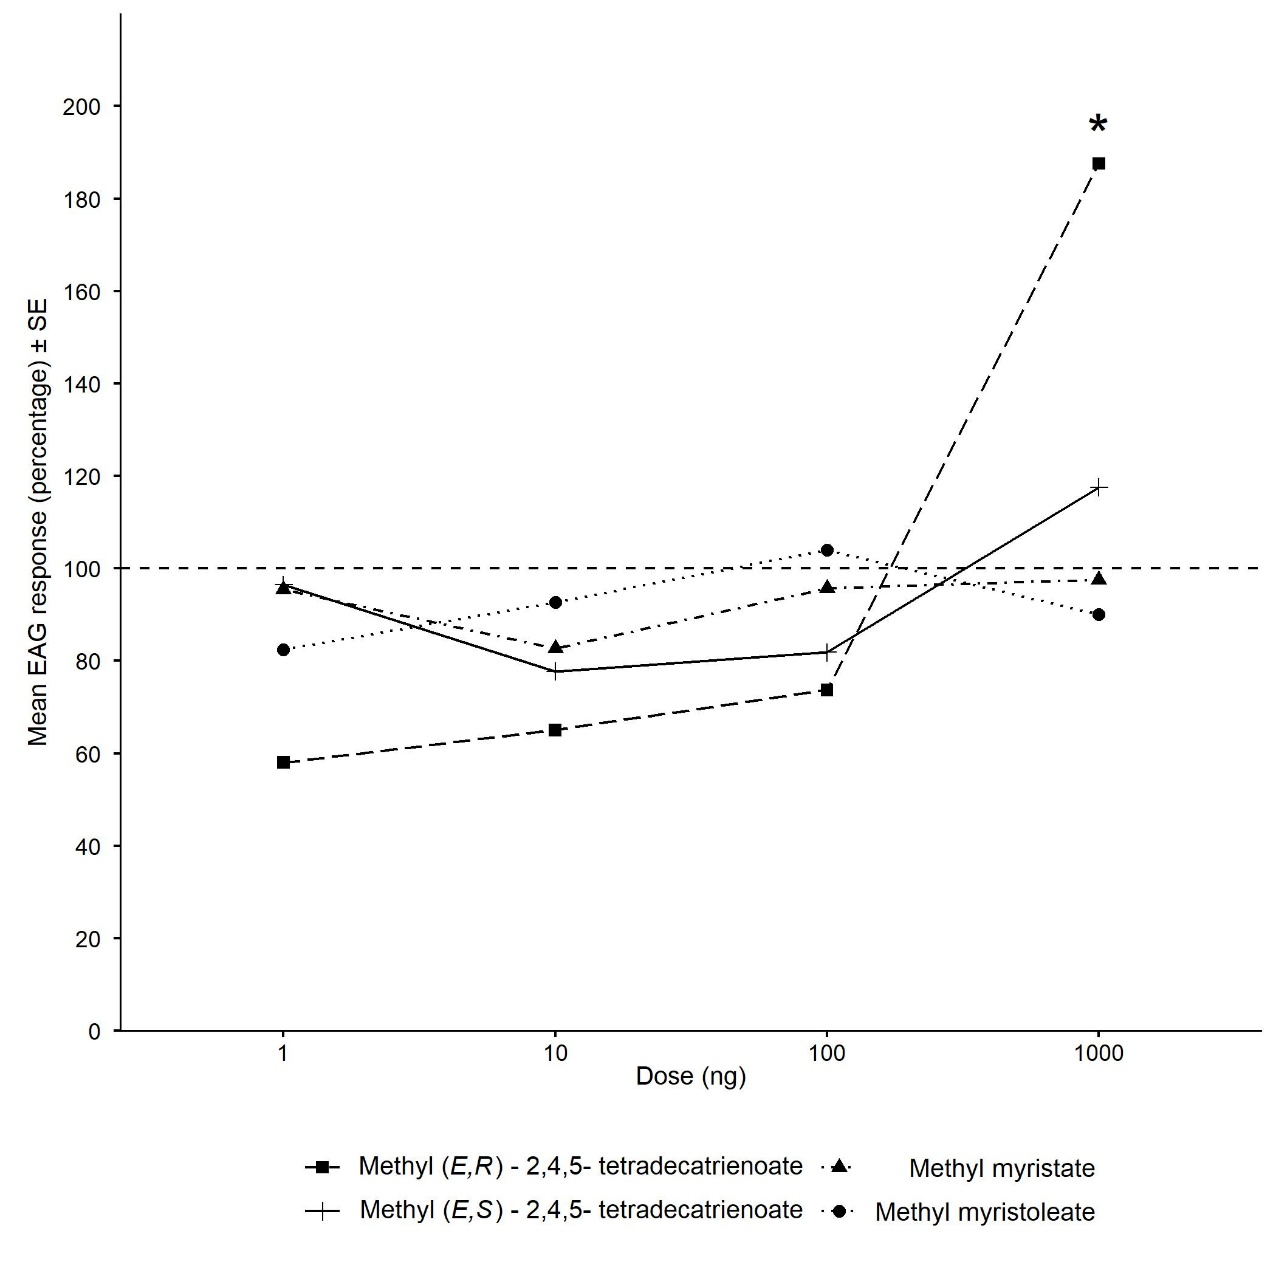 *
200
180
160
140
120
100
80
60
40
20
0
Mean EAG response (percentage) ± SE
1 10 100 1000
Dose (ng)
Methyl (E,R) - 2,4,5- tetradecatrienoate Methyl myristate
Methyl (E,S) - 2,4,5- tetradecatrienoate Methyl myristoleate